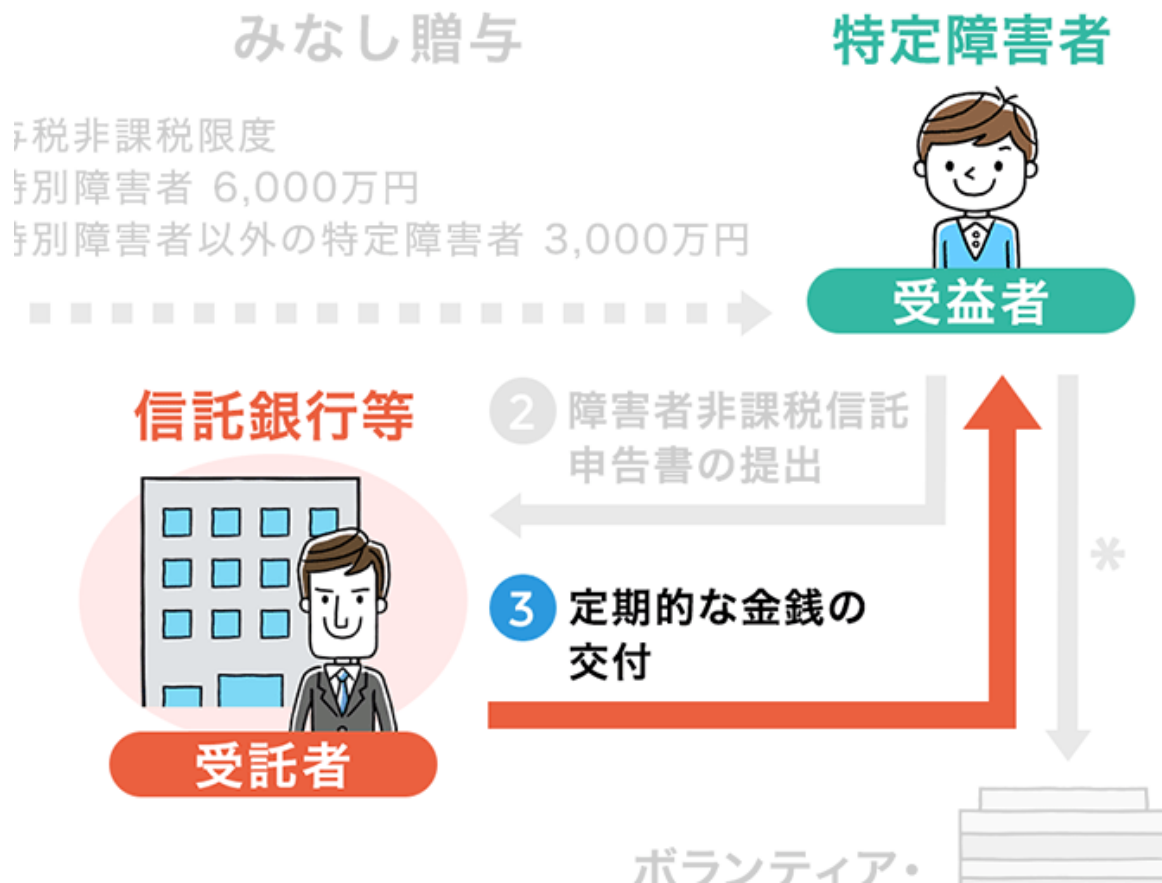 みなし贈与
特定障害者
与税非課税限度
特別障害者 6,000万円
特別障害者以外の特定障害者 3,000万円
受益者
信託銀行等
2 障害者非課税信託
申告書の提出
*
3 定期的な金銭の
交付
受託者
ボランティア・